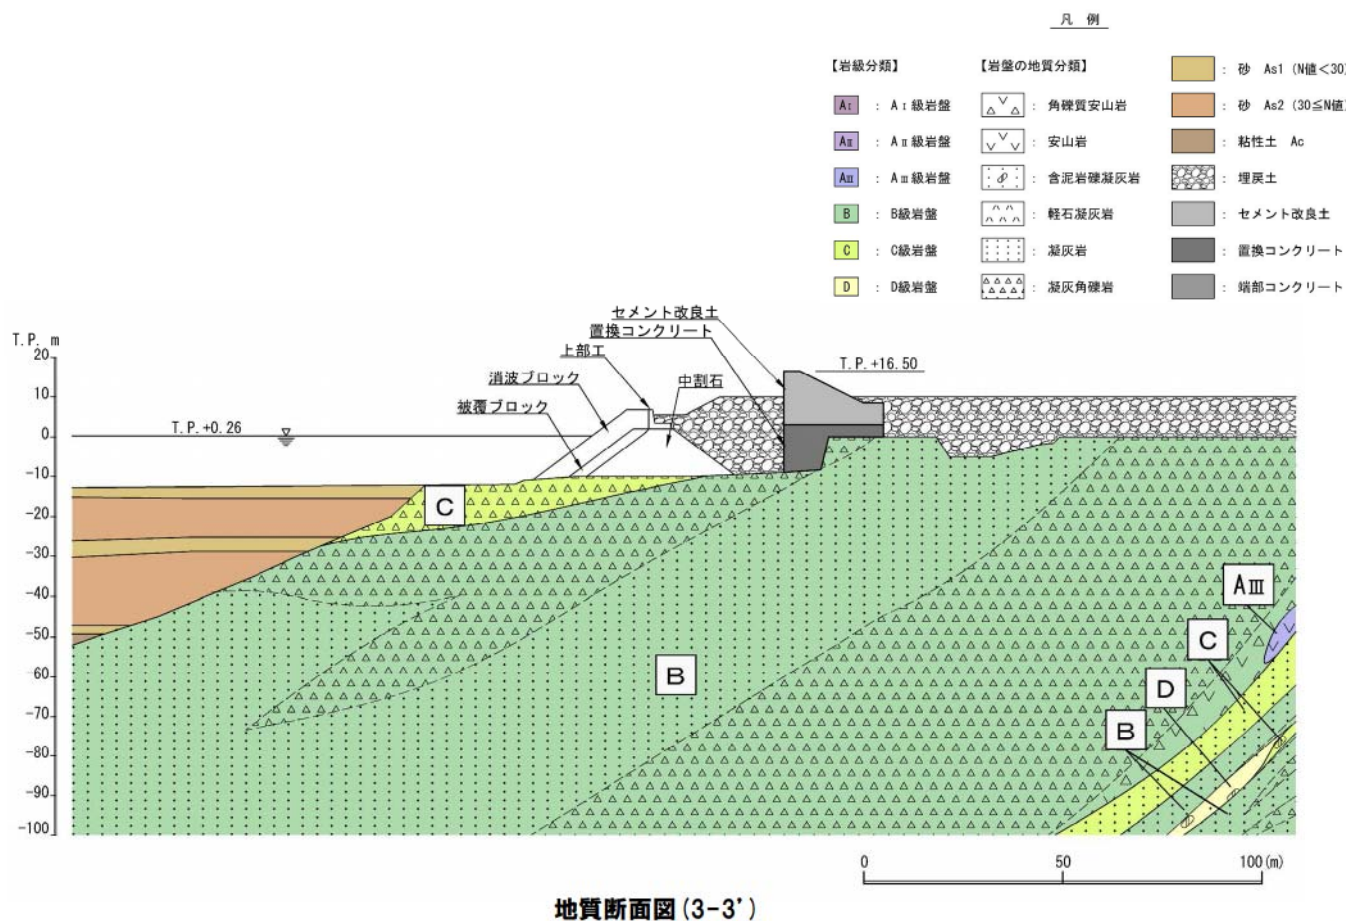 凡 例
【岩級分類】
【岩盤の地質分類】
: 砂 As1 (N値<30)
AⅠ : AⅠ級岩盤
: 角礫質安山岩
: 砂 As2 (30≦N値)
AⅡ : AⅡ級岩盤
: 安山岩
: 粘性土 Ac
AⅢ : AⅢ級岩盤
: 含泥岩礫凝灰岩
: 埋戻土
B : B級岩盤
: 軽石凝灰岩
: セメント改良土
C : C級岩盤
: 凝灰岩
: 置換コンクリート
D : D級岩盤
: 凝灰角礫岩
: 端部コンクリート
セメント改良土
置換コンクリート
上部工
消波ブロック
中割石
被覆ブロック
T.P.+16.50
T.P.+0.26
T.P. m
20
10
0
-10
-20
-30
-40
-50
-60
-70
-80
-90
-100
C
B
AⅢ
C
D
B
0 50 100(m)
地質断面図(3-3')